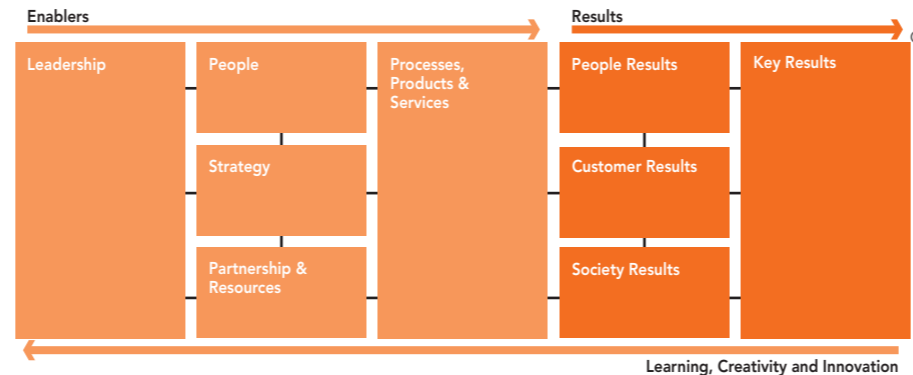 Enablers
Results
Leadership
People
Processes,
Products &
Services
People Results
Key Results
Strategy
Customer Results
Partnership &
Resources
Society Results
Learning, Creativity and Innovation